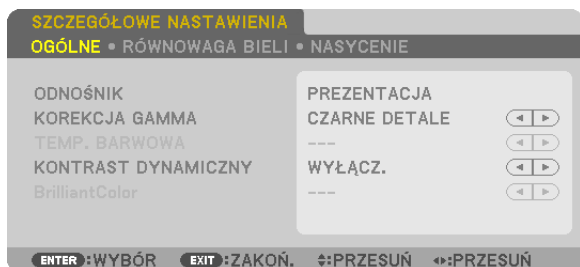 SZCZEGÓŁOWE NASTAWIENIA
OGÓLNE • RÓWNOWAGA BIELI • NASYCENIE
ODNOŚNIK PREZENTACJA
KOREKCJA GAMMA CZARNE DETALE
TEMP. BARWOWA ---
KONTRAST DYNAMICZNY WYŁĄCZ.
BrilliantColor ---
ENTER :WYBÓR EXIT :ZAKOŃ. :PRZESUŃ :PRZESUŃ